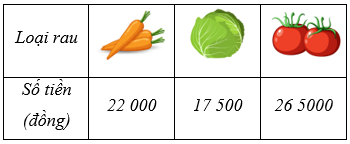 Loại rau
Số tiền
(đồng)
22 000
17 500
26 5000